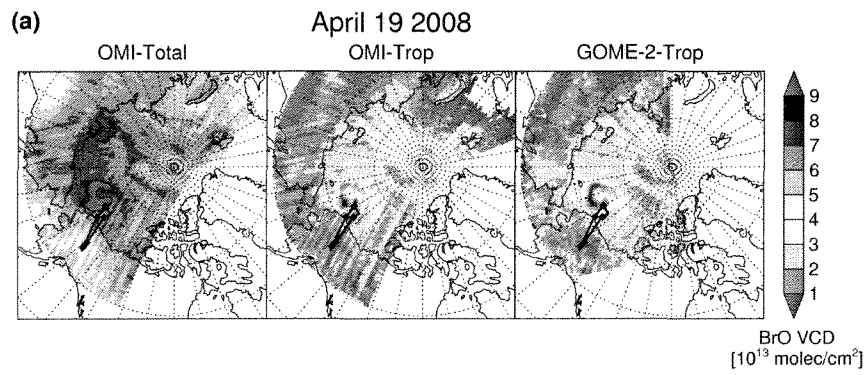 (a)
April 19 2008
OMI-Total
OMI-Trop
GOME-2-Trop
9
8
7
6
5
4
3
2
1
BrO VCD
[10¹³ molec/cm²]